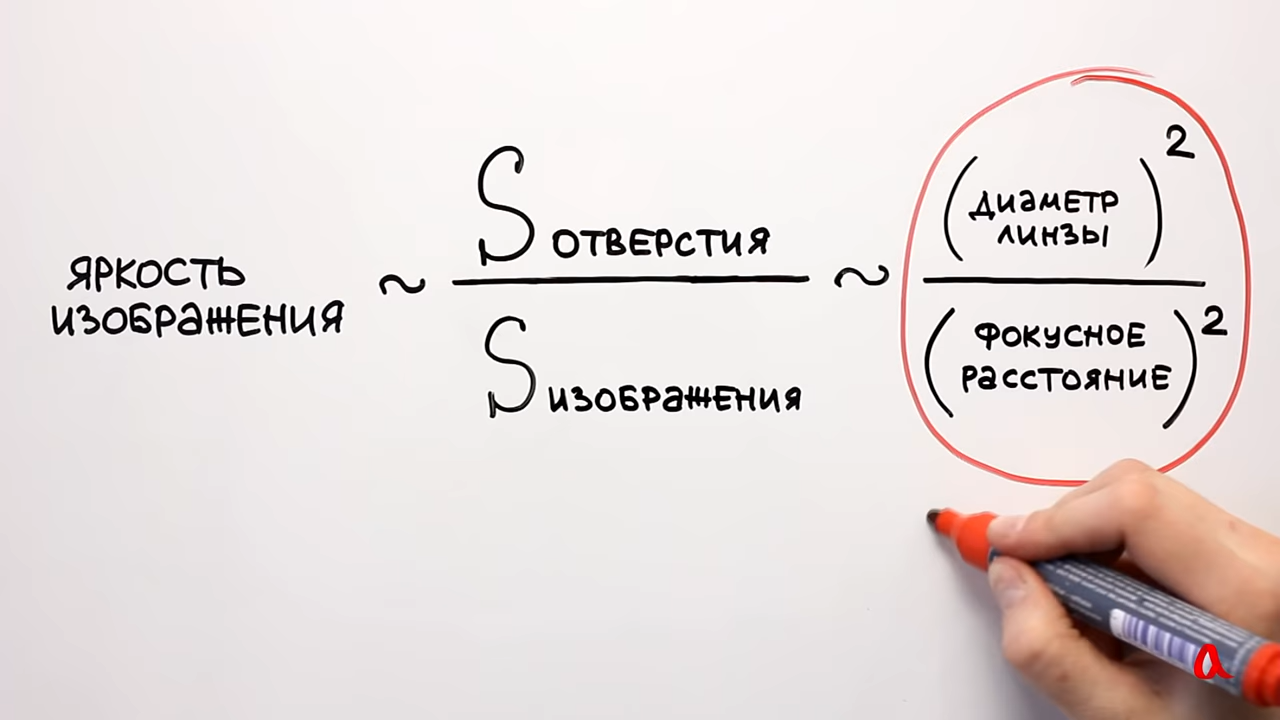 ЯРКОСТЬ
ИЗОБРАЖЕНИЯ
~
S ОТВЕРСТИЯ
S ИЗОБРАЖЕНИЯ
~
(ДИАМЕТР
ЛИНЗЫ)²
(ФОКУСНОЕ
РАССТОЯНИЕ)²
a